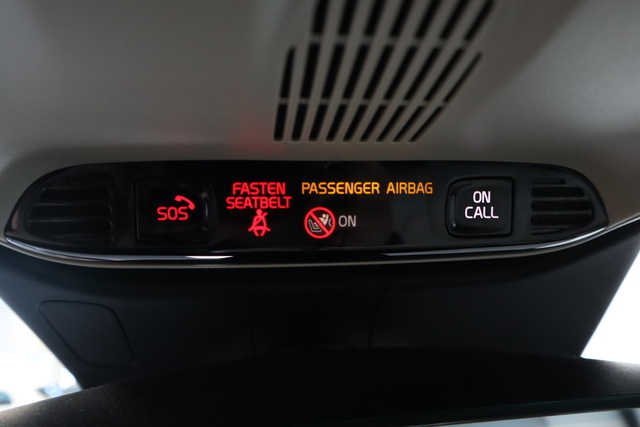 SOS
FASTEN
SEATBELT
PASSENGER AIRBAG
ON
ON
CALL